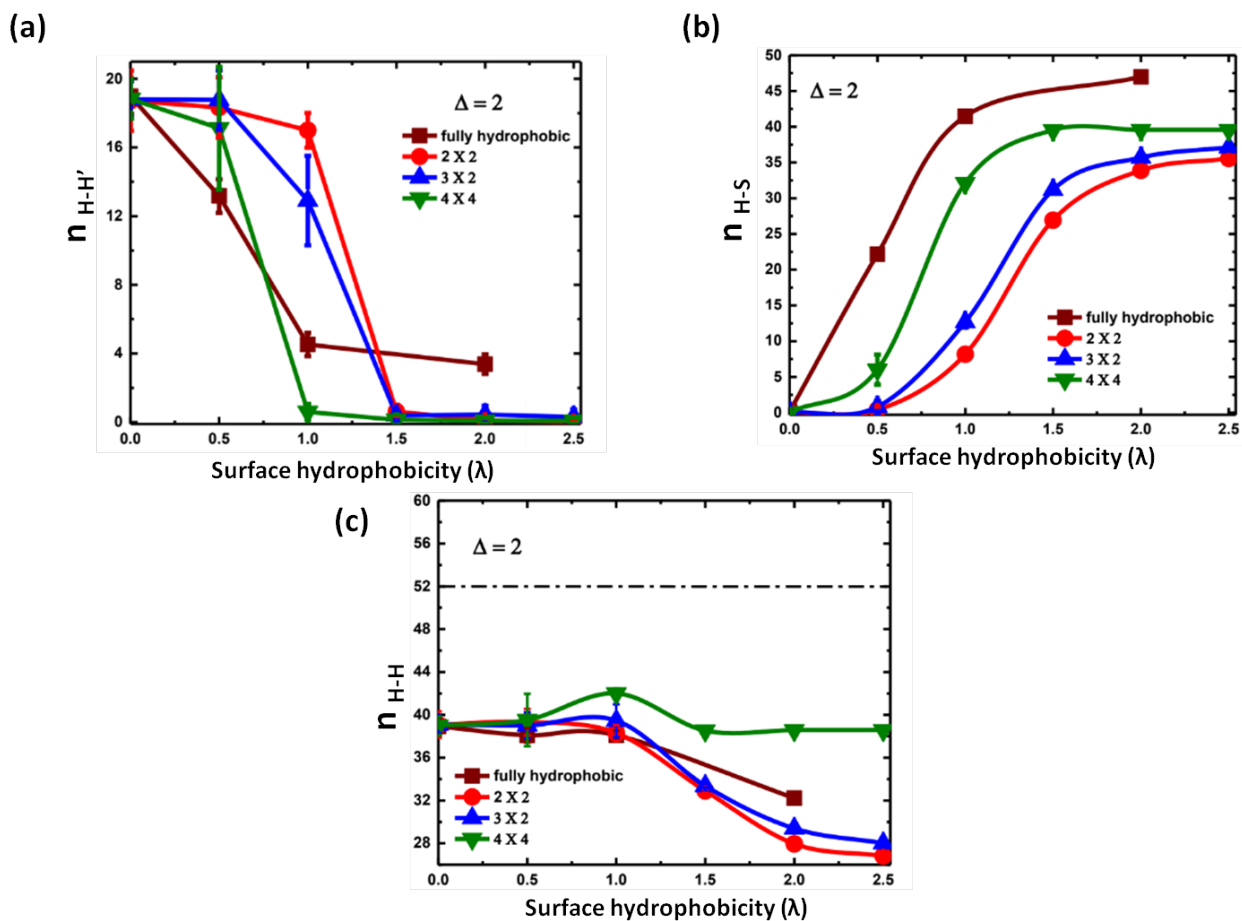 (a)
20
16
12
8
4
0
n H-H'
Δ = 2
fully hydrophobic
2 X 2
3 X 2
4 X 4
0.0 0.5 1.0 1.5 2.0 2.5
Surface hydrophobicity (λ)
(b)
50
45
40
35
30
25
20
15
10
5
0
n H-S
Δ = 2
fully hydrophobic
2 X 2
3 X 2
4 X 4
0.0 0.5 1.0 1.5 2.0 2.5
Surface hydrophobicity (λ)
(c)
60
56
52
48
44
40
36
32
28
n H-H
Δ = 2
fully hydrophobic
2 X 2
3 X 2
4 X 4
0.0 0.5 1.0 1.5 2.0 2.5
Surface hydrophobicity (λ)